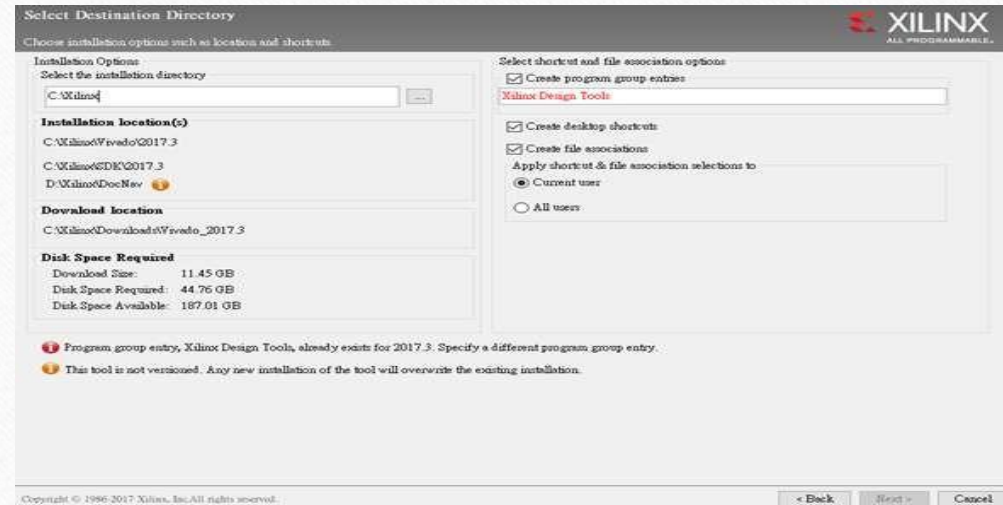 Select Destination Directory
Choose installation options such as location and shortcuts
XILINX
ALL PROGRAMMABLE.
Installation Options
Select the installation directory
C:\Xilinx
...
Installation location(s)
C:\Xilinx\Vivado\2017.3
C:\Xilinx\SDK\2017.3
D:\Xilinx\DocNav
Download location
C:\Xilinx\Downloads\Vivado_2017.3
Disk Space Required
Download Size: 11.45 GB
Disk Space Required: 44.76 GB
Disk Space Available: 187.01 GB
Select shortcut and file association options
Create program group entries
Xilinx Design Tools
Create desktop shortcuts
Create file associations
Apply shortcut & file association selections to
Current user
All users
Program group entry, Xilinx Design Tools, already exists for 2017.3. Specify a different program group entry.
This tool is not versioned. Any new installation of the tool will overwrite the existing installation.
Copyright © 1986-2017 Xilinx, Inc.All rights reserved.
< Back
Next >
Cancel